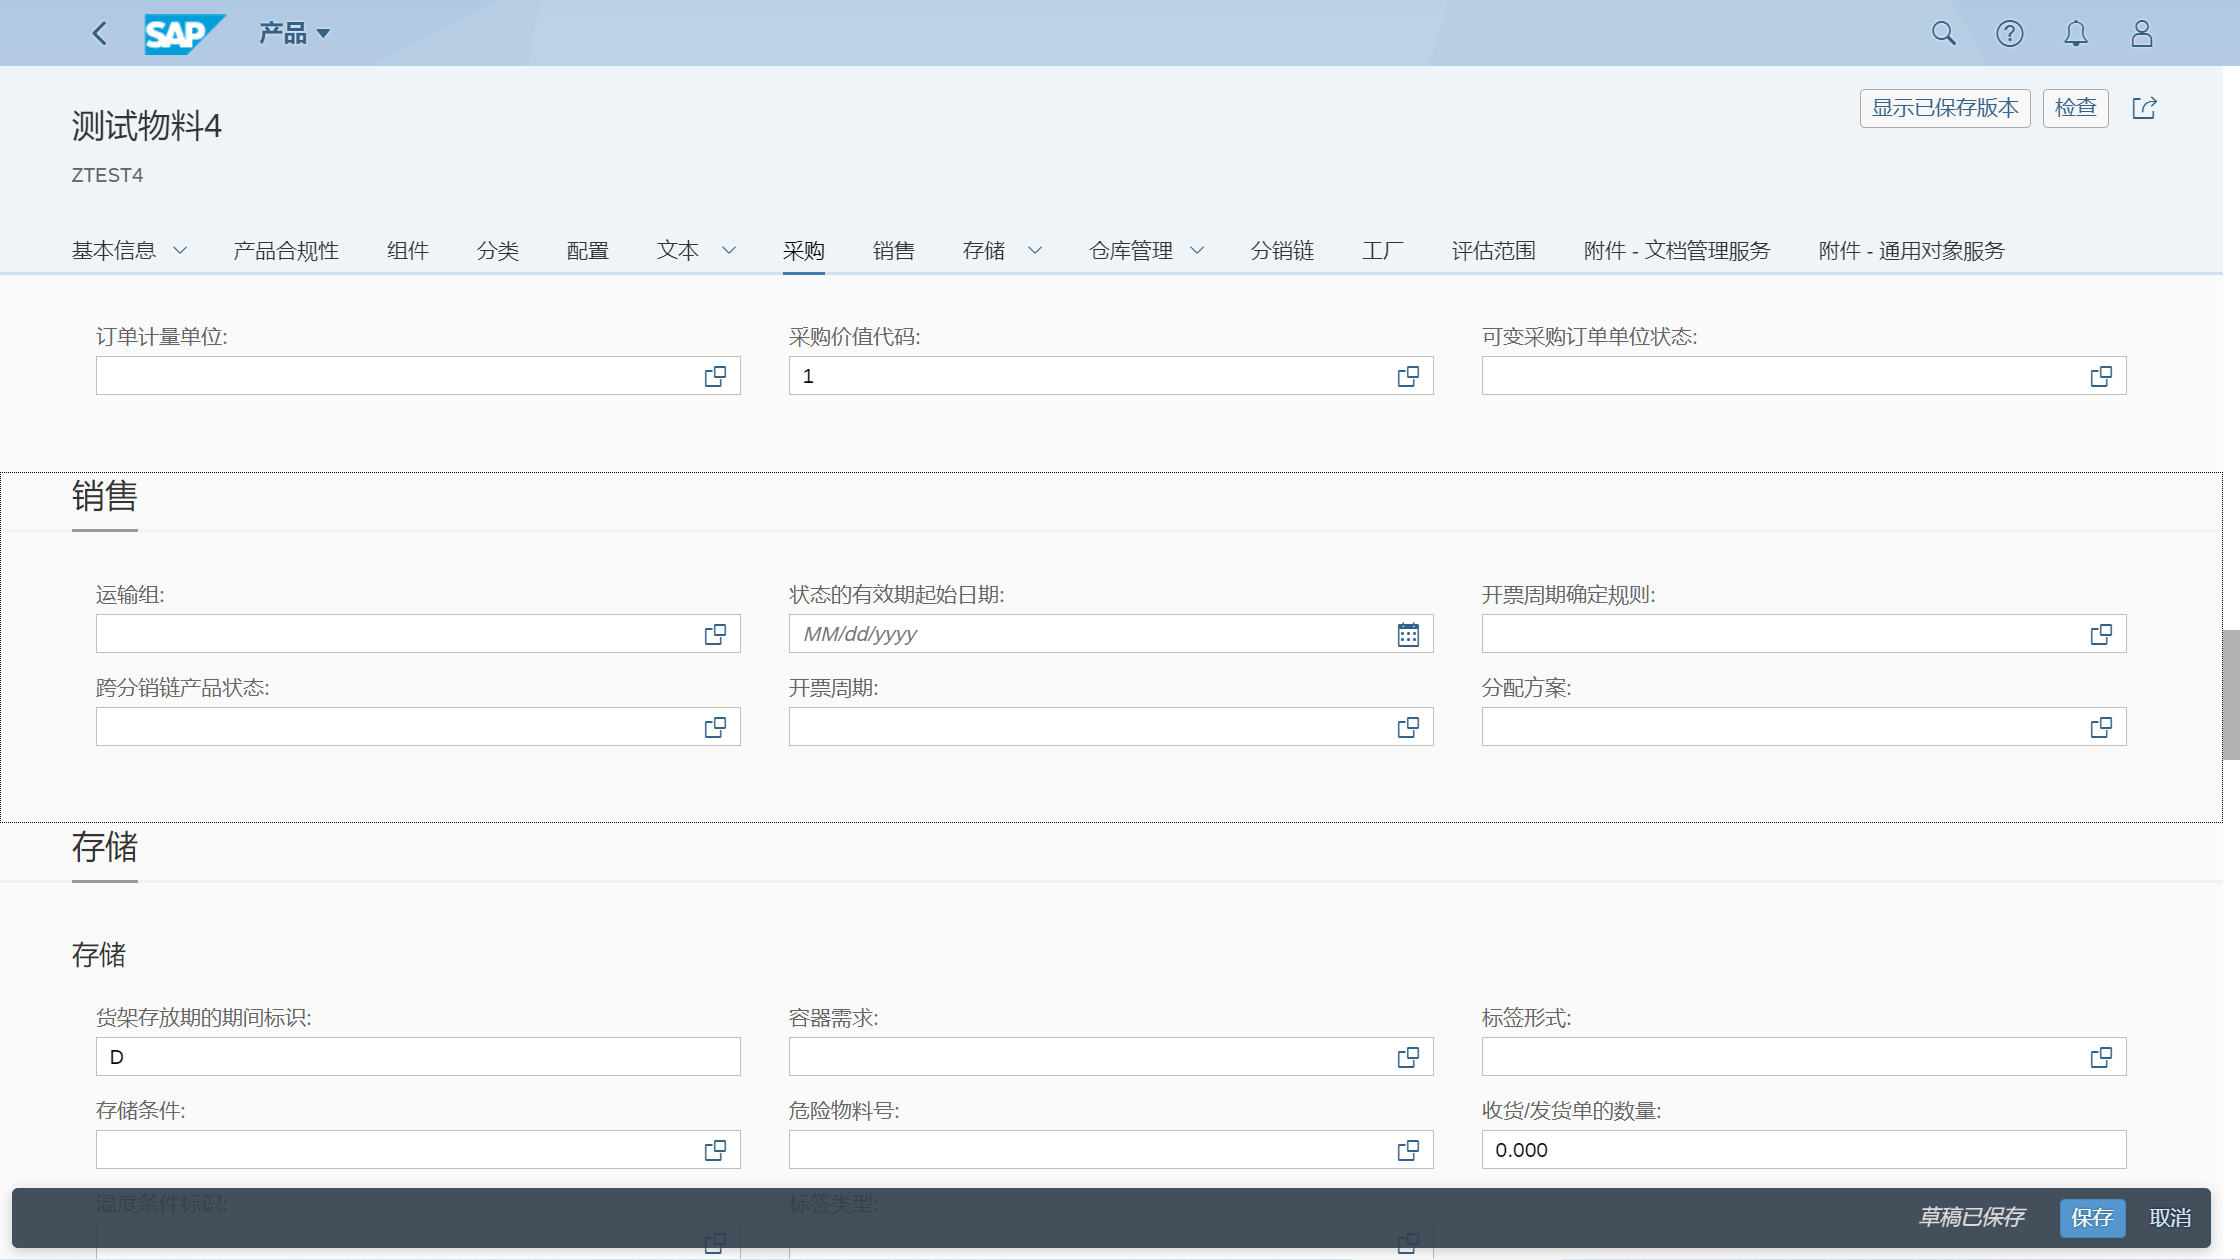 SAP 产品
测试物料4
显示已保存版本 检查
ZTEST4
基本信息 产品合规性 组件 分类 配置 文本 采购 销售 存储 仓库管理 分销链 工厂 评估范围 附件 - 文档管理服务 附件 - 通用对象服务
订单计量单位: 采购价值代码: 可变采购订单单位状态:
1
销售
运输组: 状态的有效期起始日期: 开票周期确定规则:
MM/dd/yyyy
跨分销链产品状态: 开票周期: 分配方案:
存储
存储
货架存放期的期间标识: 容器需求: 标签形式:
D
存储条件: 危险物料号: 收货/发货单的数量:
0.000
温度条件标识: 标签类型:
草稿已保存 保存 取消